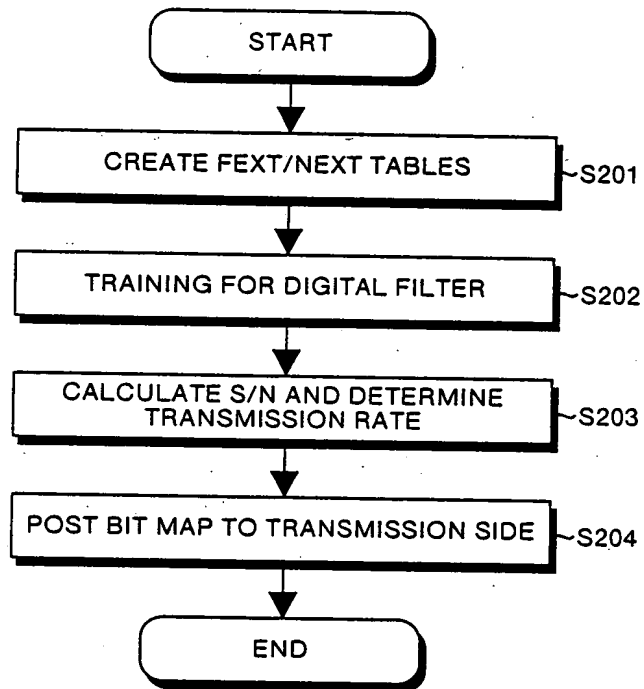 START
CREATE FEXT/NEXT TABLES
S201
TRAINING FOR DIGITAL FILTER
S202
CALCULATE S/N AND DETERMINE
TRANSMISSION RATE
S203
POST BIT MAP TO TRANSMISSION SIDE
S204
END